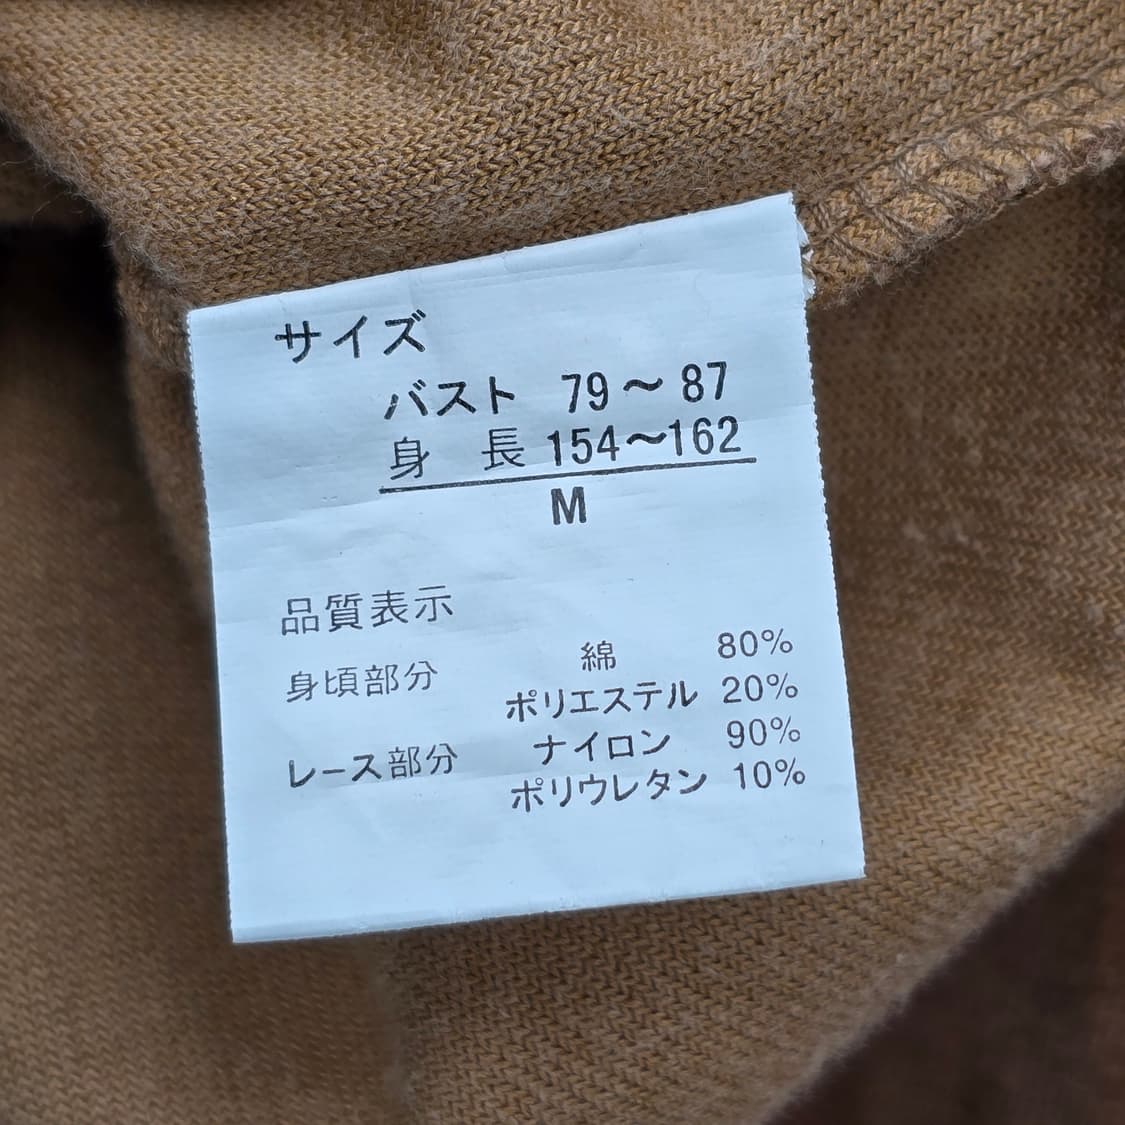 サイズ
バスト 79～87
身 長 154～162
M
品質表示
身頃部分 綿 80%
ポリエステル 20%
レース部分 ナイロン 90%
ポリウレタン 10%